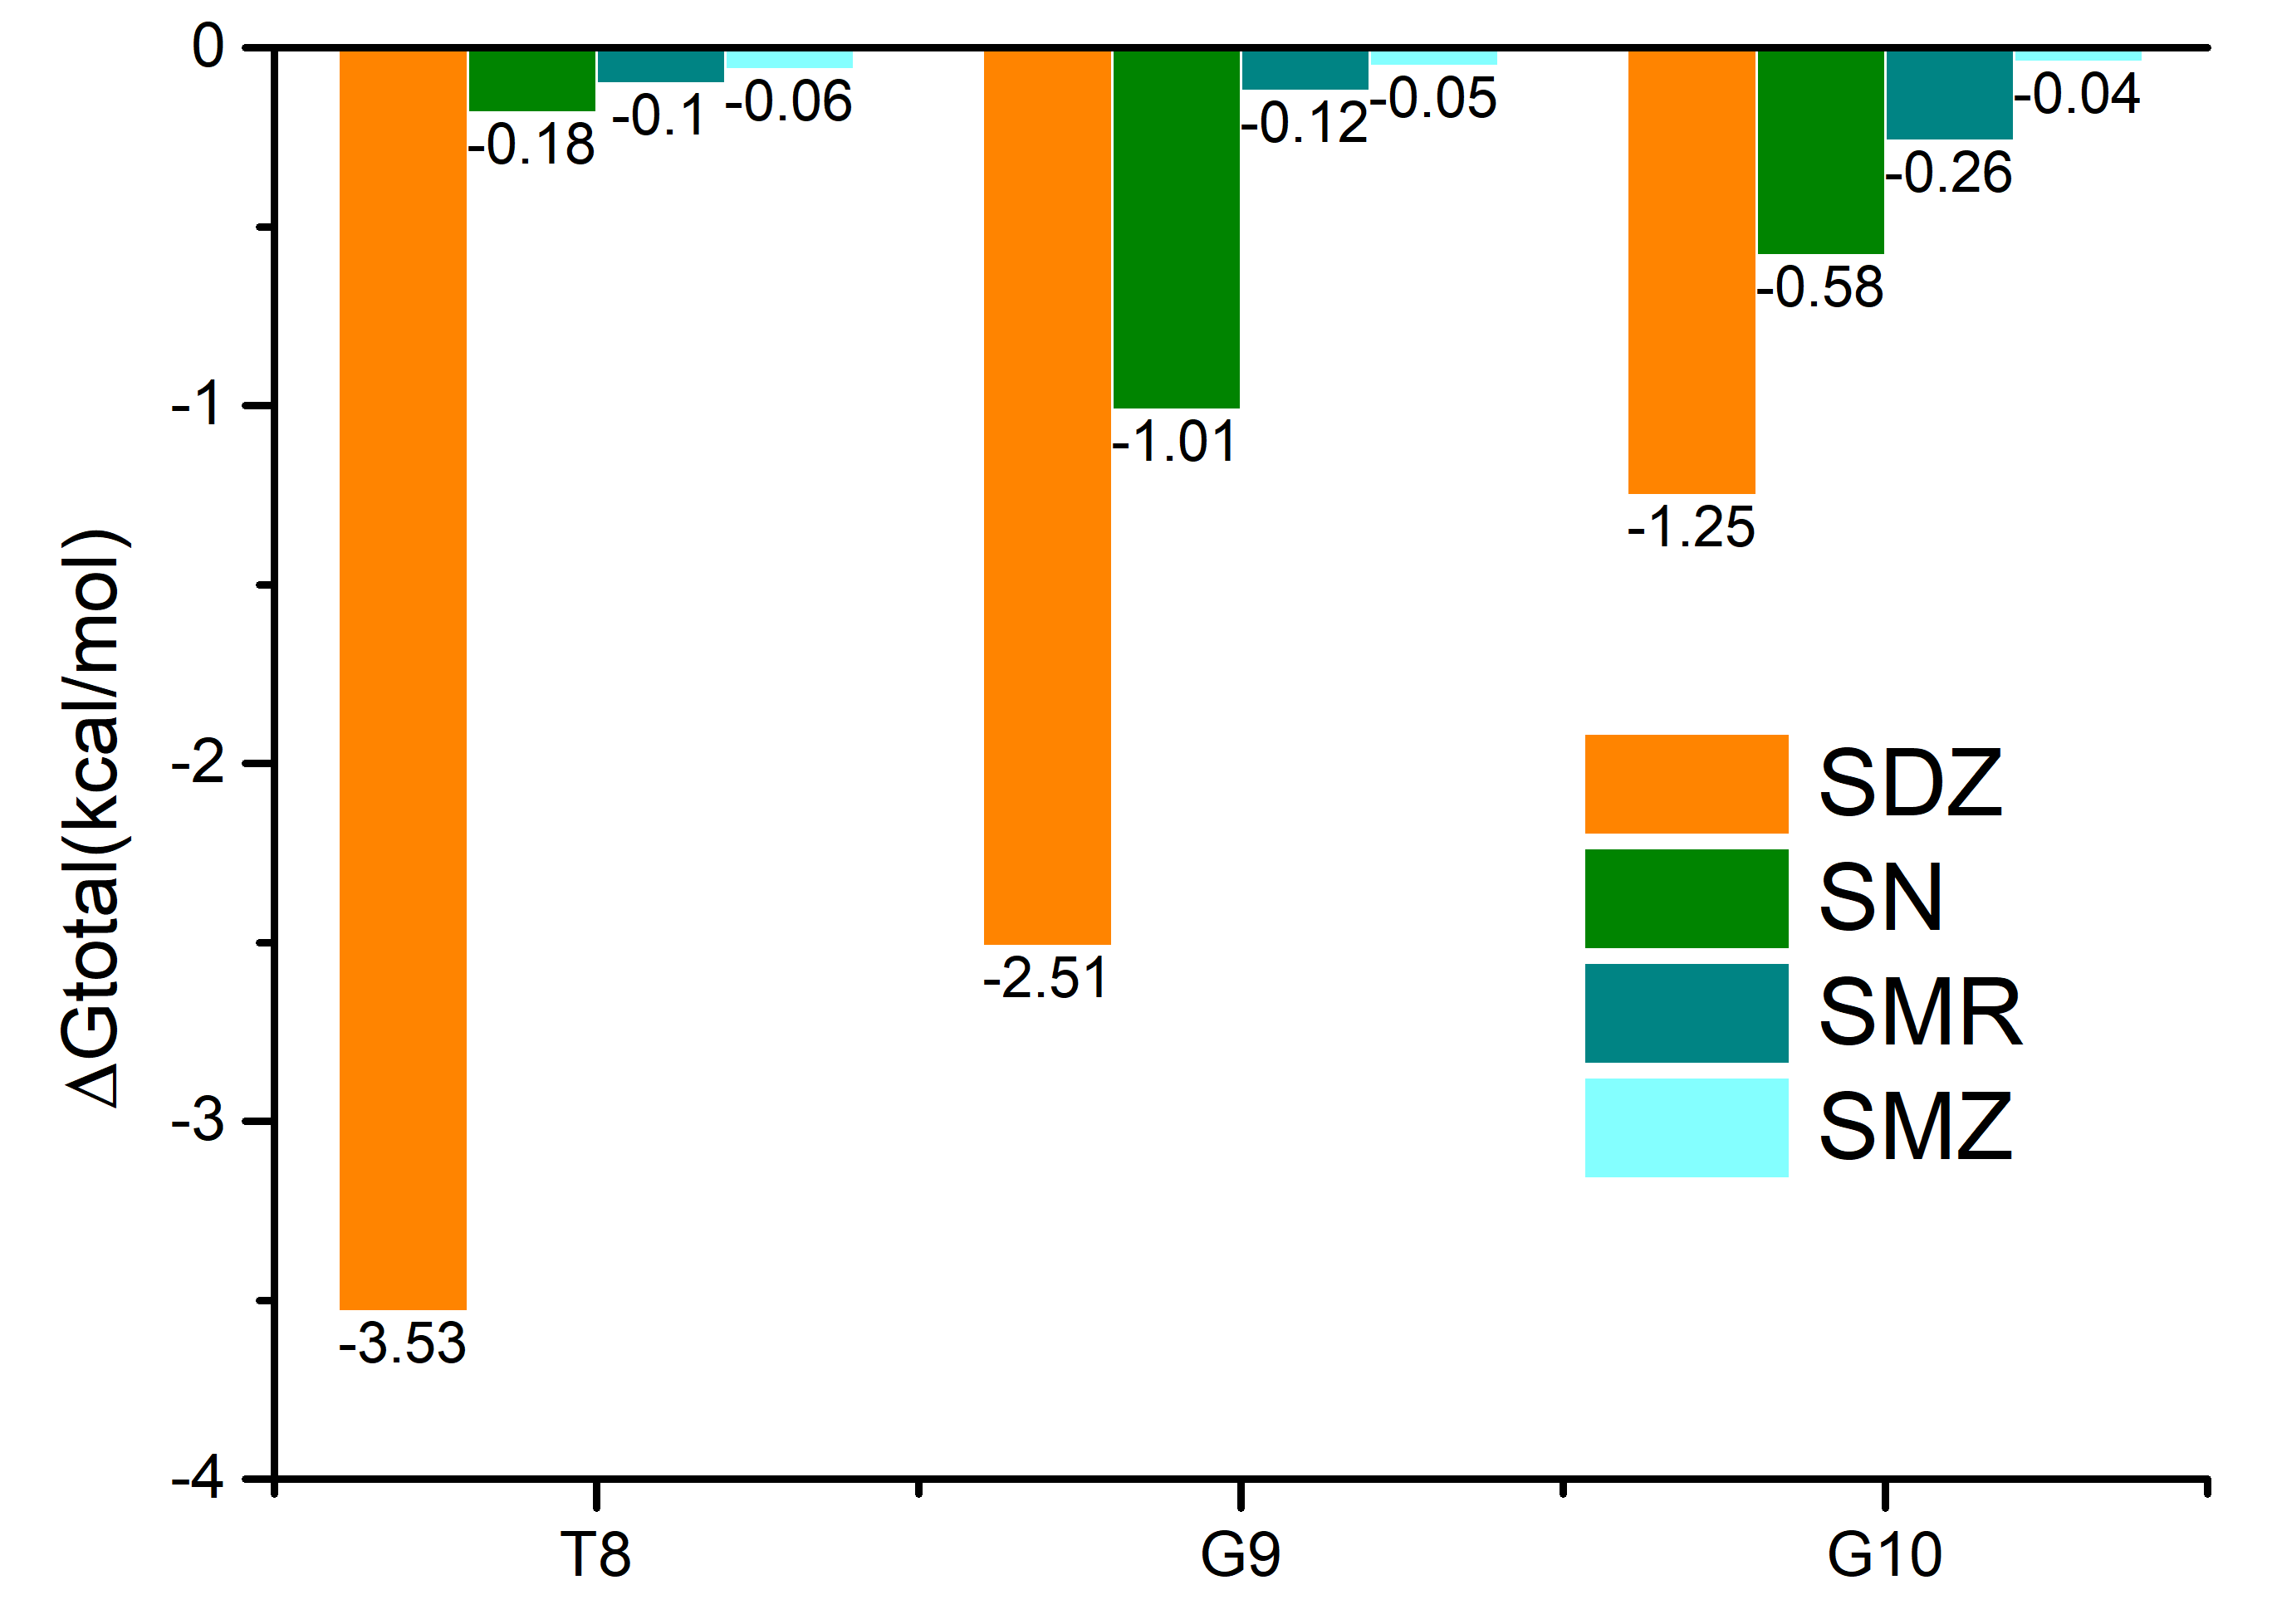 0
-1
-2
-3
-4
ΔGtotal(kcal/mol)
-3.53
-0.18
-0.1
-0.06
-2.51
-1.01
-0.12
-0.05
-1.25
-0.58
-0.26
-0.04
SDZ
SN
SMR
SMZ
T8
G9
G10